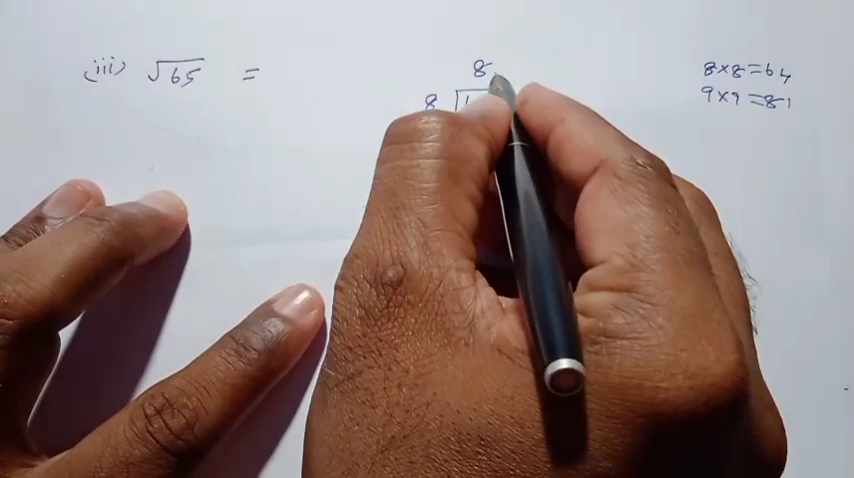 (iii) √65 =
8
8
8×8=64
9×9=81